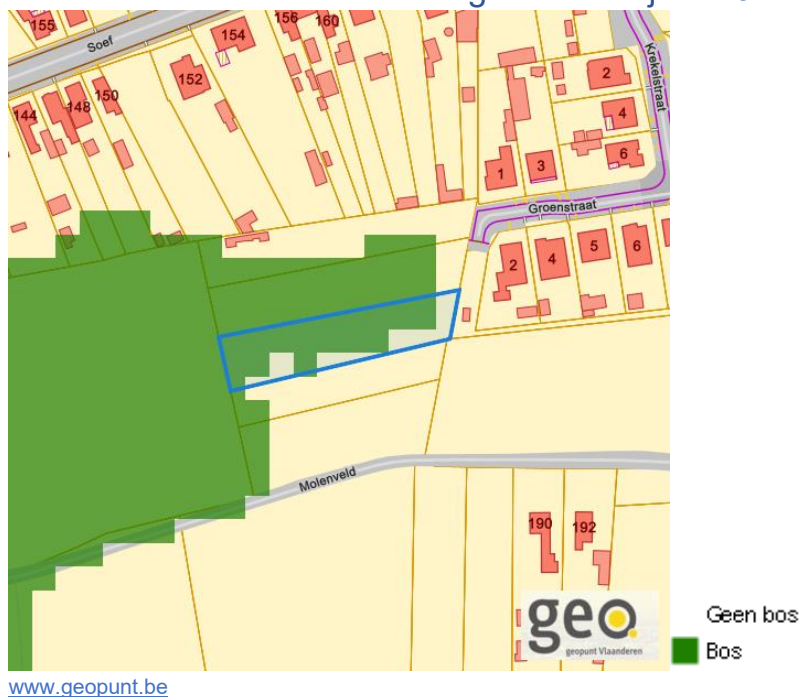 155
Soef
154
156
160
152
150
148
144
Krekelstraat
2
4
6
1
3
Groenstraat
2
4
5
6
Molenveld
190
192
geo
geopunt Vlaanderen
Geen bos
Bos
www.geopunt.be